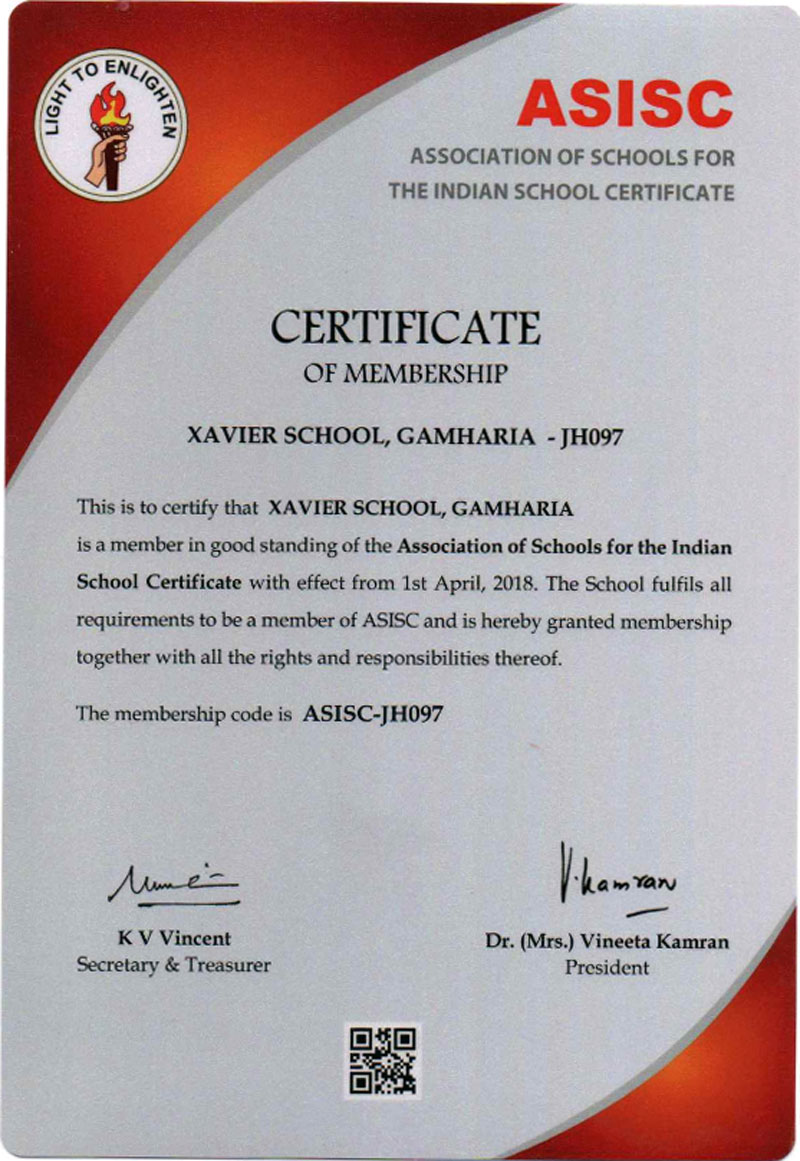 LIGHT TO ENLIGHTEN
ASISC
ASSOCIATION OF SCHOOLS FOR
THE INDIAN SCHOOL CERTIFICATE
CERTIFICATE
OF MEMBERSHIP
XAVIER SCHOOL, GAMHARIA - JH097
This is to certify that XAVIER SCHOOL, GAMHARIA
is a member in good standing of the Association of Schools for the Indian
School Certificate with effect from 1st April, 2018. The School fulfils all
requirements to be a member of ASISC and is hereby granted membership
together with all the rights and responsibilities thereof.
The membership code is ASISC-JH097
V.Kamran
K V Vincent
Secretary & Treasurer
Dr. (Mrs.) Vineeta Kamran
President